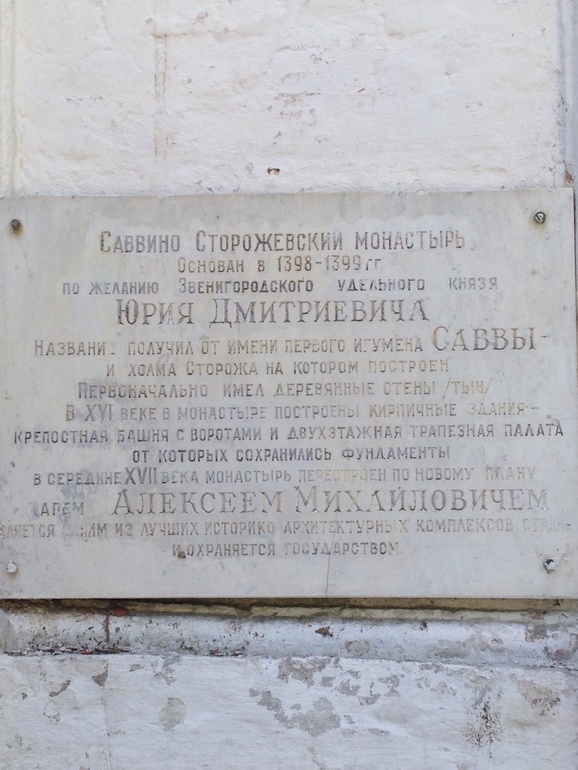 Саввино Сторожевский монастырь
Основан в 1398-1399 гг
по желанию Звенигородского удельного князя
Юрия Дмитриевича
получил от имени первого игумена Саввы-
и холма Сторожа на котором построен
Первоначально имел деревянные стены /тын/
В XVI веке в монастыре построены кирпичные здания-
крепостная башня с воротами и двухэтажная трапезная палата
от которых сохранились фундаменты
в середине XVII века монастырь перестроен по новому плану
Алексеем Михайловичем
из лучших историко архитектурных комплексов
и охраняется государством